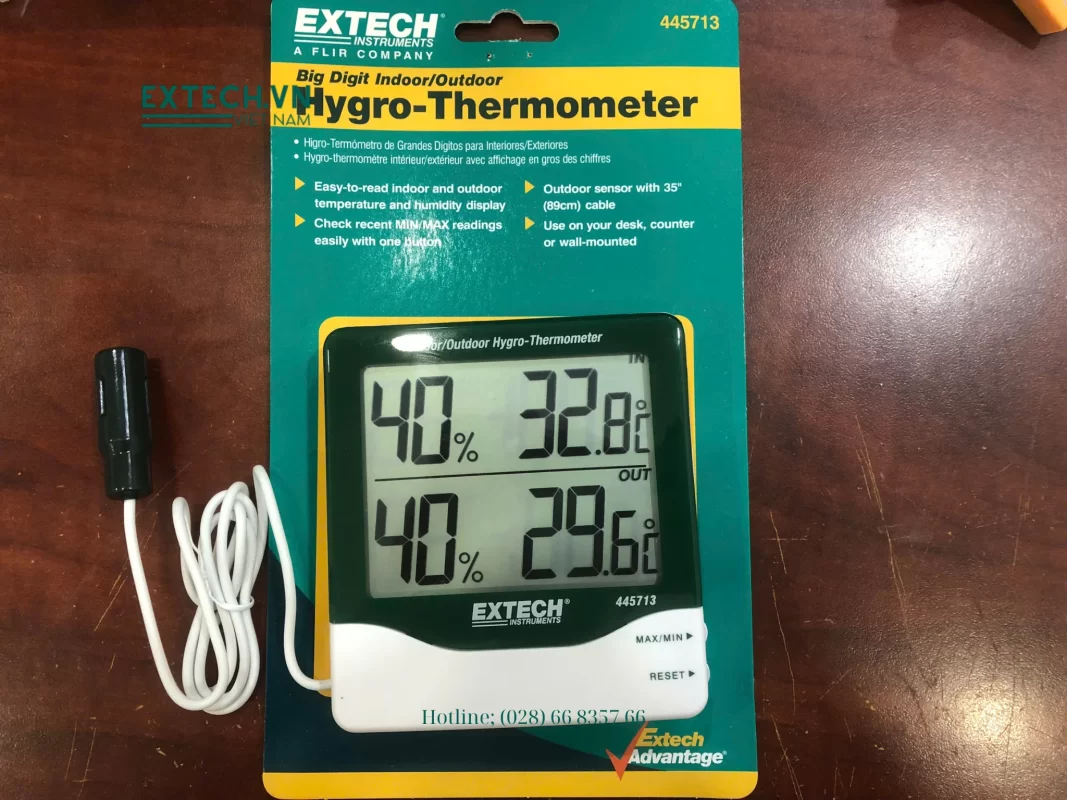 EXTECH®
INSTRUMENTS
A FLIR COMPANY
445713
Big Digit Indoor/Outdoor
Hygro-Thermometer
EXTECH.VN
VIET NAM
• Higro-Termómetro de Grandes Digitos para Interiores/Exteriores
• Hygro-thermomètre intérieur/extérieur avec affichage en gros des chiffres
Easy-to-read indoor and outdoor
temperature and humidity display
Check recent MIN/MAX readings
easily with one button
Outdoor sensor with 35"
(89cm) cable
Use on your desk, counter
or wall-mounted
/Outdoor Hygro-Thermometer
IN
40% 32.8°C
OUT
40% 29.6°C
EXTECH®
INSTRUMENTS
445713
MAX/MIN
RESET
Hotline; (028) 66 8357 66
Extech
Advantage®